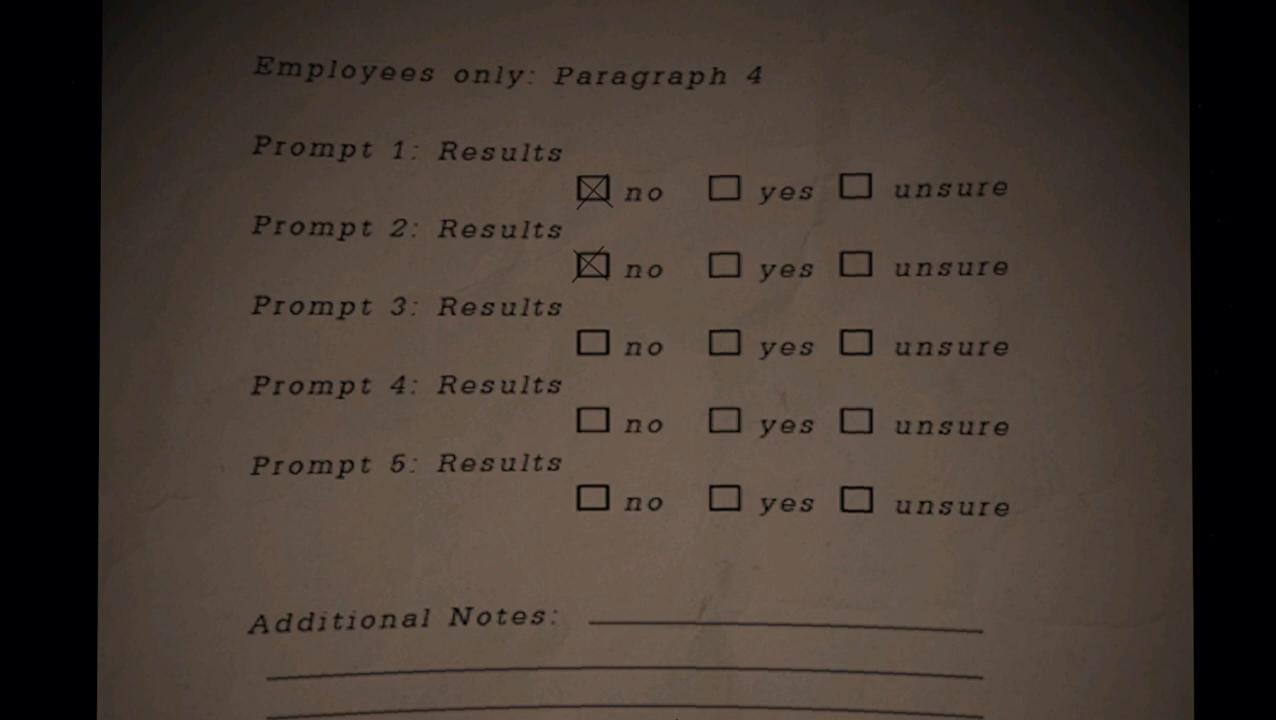 Employees only: Paragraph 4
Prompt 1: Results
☒ no ☐ yes ☐ unsure
Prompt 2: Results
☒ no ☐ yes ☐ unsure
Prompt 3: Results
☐ no ☐ yes ☐ unsure
Prompt 4: Results
☐ no ☐ yes ☐ unsure
Prompt 5: Results
☐ no ☐ yes ☐ unsure
Additional Notes: